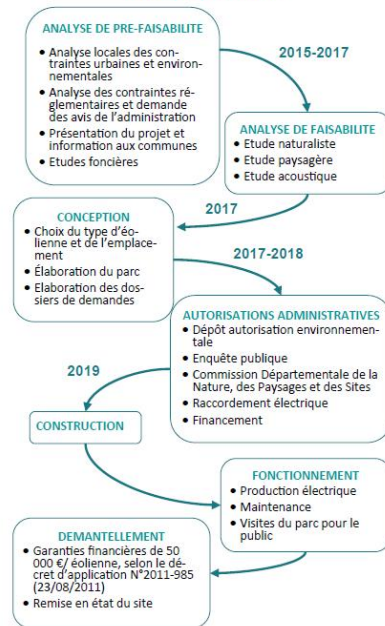 ANALYSE DE PRE-FAISABILITE
• Analyse locales des con-
traintes urbaines et environ-
nementales
• Analyse des contraintes ré-
glementaires et demande
des avis de l'administration
• Présentation du projet et
information aux communes
• Etudes foncières
2015-2017
ANALYSE DE FAISABILITE
• Etude naturaliste
• Etude paysagère
• Etude acoustique
2017
CONCEPTION
• Choix du type d'éo-
lienne et de l'emplace-
ment
• Élaboration du parc
• Elaboration des dos-
siers de demandes
2017-2018
AUTORISATIONS ADMINISTRATIVES
• Dépôt autorisation environnemen-
tale
• Enquête publique
• Commission Départementale de la
Nature, des Paysages et des Sites
• Raccordement électrique
• Financement
2019
CONSTRUCTION
FONCTIONNEMENT
• Production électrique
• Maintenance
• Visites du parc pour le
public
DEMANTELLEMENT
• Garanties financières de 50
000 €/ éolienne, selon le dé-
cret d'application N°2011-985
(23/08/2011)
• Remise en état du site